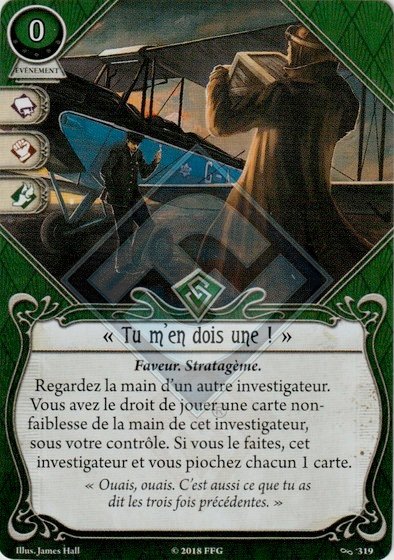 0
ÉVÉNEMENT
« Tu m'en dois une ! »
Faveur. Stratagème.
Regardez la main d'un autre investigateur.
Vous avez le droit de jouer une carte non-
faiblesse de la main de cet investigateur,
sous votre contrôle. Si vous le faites, cet
investigateur et vous piochez chacun 1 carte.
« Ouais, ouais. C'est aussi ce que tu as
dit les trois fois précédentes. »
Illus. James Hall © 2018 FFG 319